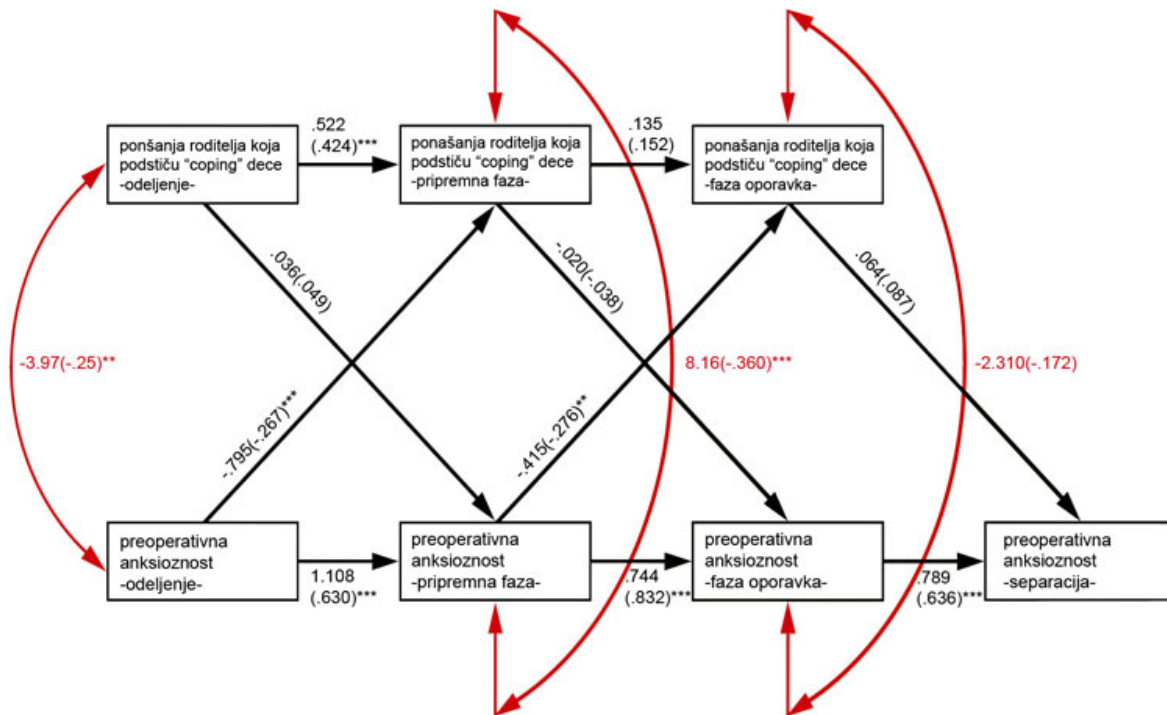 .522
(.424)***
.135
(.152)
ponšanja roditelja koja
podstiču “coping” dece
-odeljenje-
ponašanja roditelja koja
podstiču “coping” dece
-pripremna faza-
ponašanja roditelja koja
podstiču “coping” dece
-faza oporavka-
.036(.049)
-.020(-.038)
.064(.087)
-3.97(-.25)**
8.16(-.360)***
-2.310(-.172)
-.795(-.267)***
-.415(-.276)**
preoperativna
anksioznost
-odeljenje-
preoperativna
anksioznost
-pripremna faza-
preoperativna
anksioznost
-faza oporavka-
preoperativna
anksioznost
-separacija-
1.108
(.630)***
.744
(.832)***
.789
(.636)***